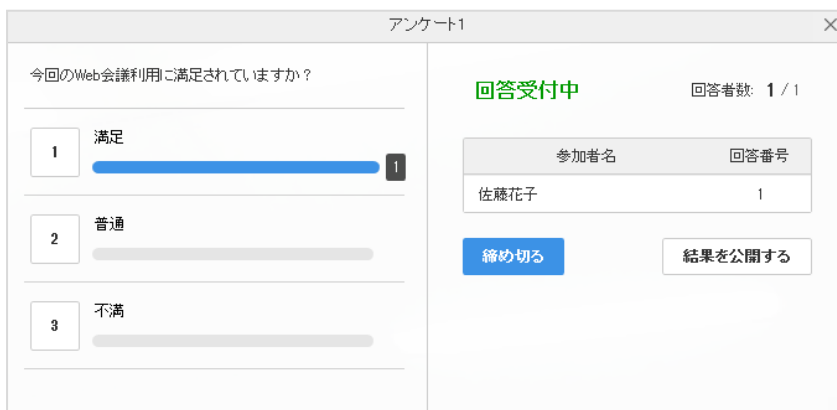 アンケート1
今回のWeb会議利用に満足されていますか？
1
満足
1
2
普通
3
不満
回答受付中
回答者数: 1 / 1
参加者名 回答番号
佐藤花子 1
締め切る 結果を公開する